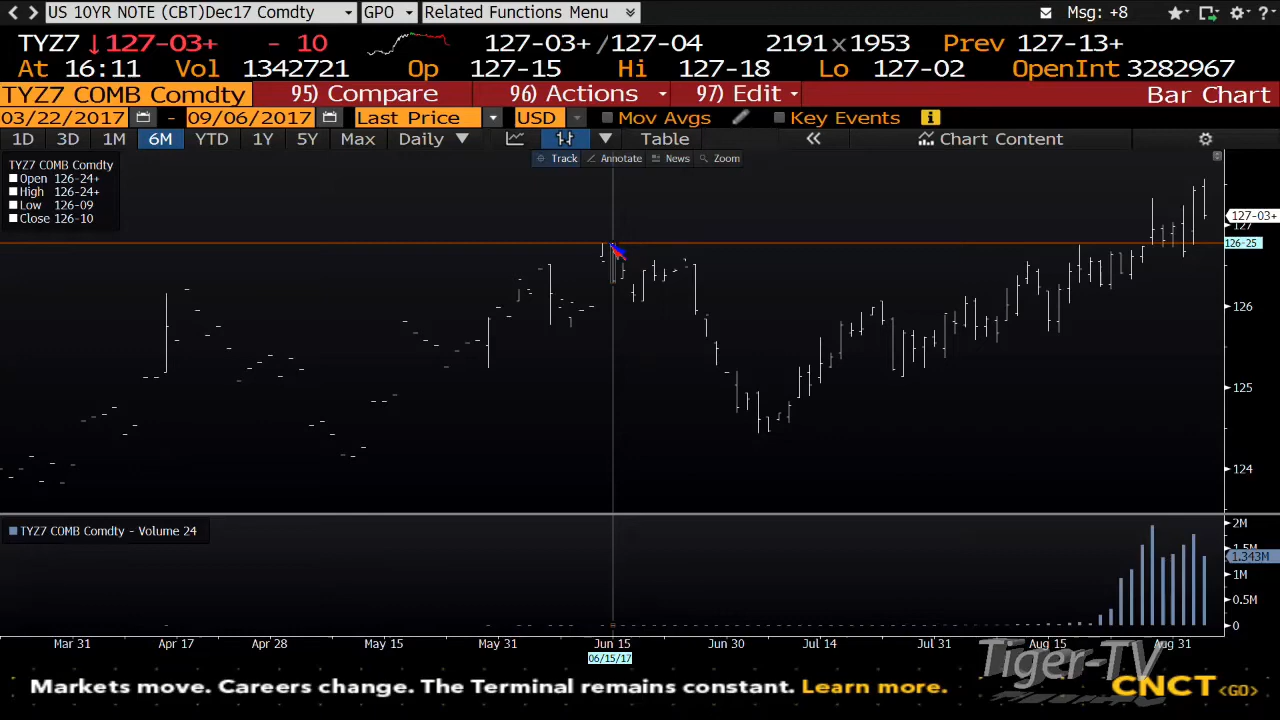 US 10YR NOTE (CBT)Dec17 Comdty GPO Related Functions Menu Msg: +8
TYZ7 ↓127-03+ - 10 127-03+/127-04 2191x1953 Prev 127-13+
At 16:11 Vol 1342721 Op 127-15 Hi 127-18 Lo 127-02 OpenInt 3282967
TYZ7 COMB Comdty 95) Compare 96) Actions 97) Edit Bar Chart
03/22/2017 - 09/06/2017 Last Price USD Mov Avgs Key Events
1D 3D 1M 6M YTD 1Y 5Y Max Daily Table Chart Content
Track Annotate News Zoom
TYZ7 COMB Comdty
Open 126-24+
High 126-24+
Low 126-09
Close 126-10
127-03+
127
126-25
126
125
124
TYZ7 COMB Comdty - Volume 24
2M
1.5M
1.343M
1M
0.5M
0
Mar 31 Apr 17 Apr 28 May 15 May 31 Jun 15 Jun 30 Jul 14 Jul 31 Aug 15 Aug 31
06/15/17
Tiger-TV
Markets move. Careers change. The Terminal remains constant. Learn more. CNCT <GO>